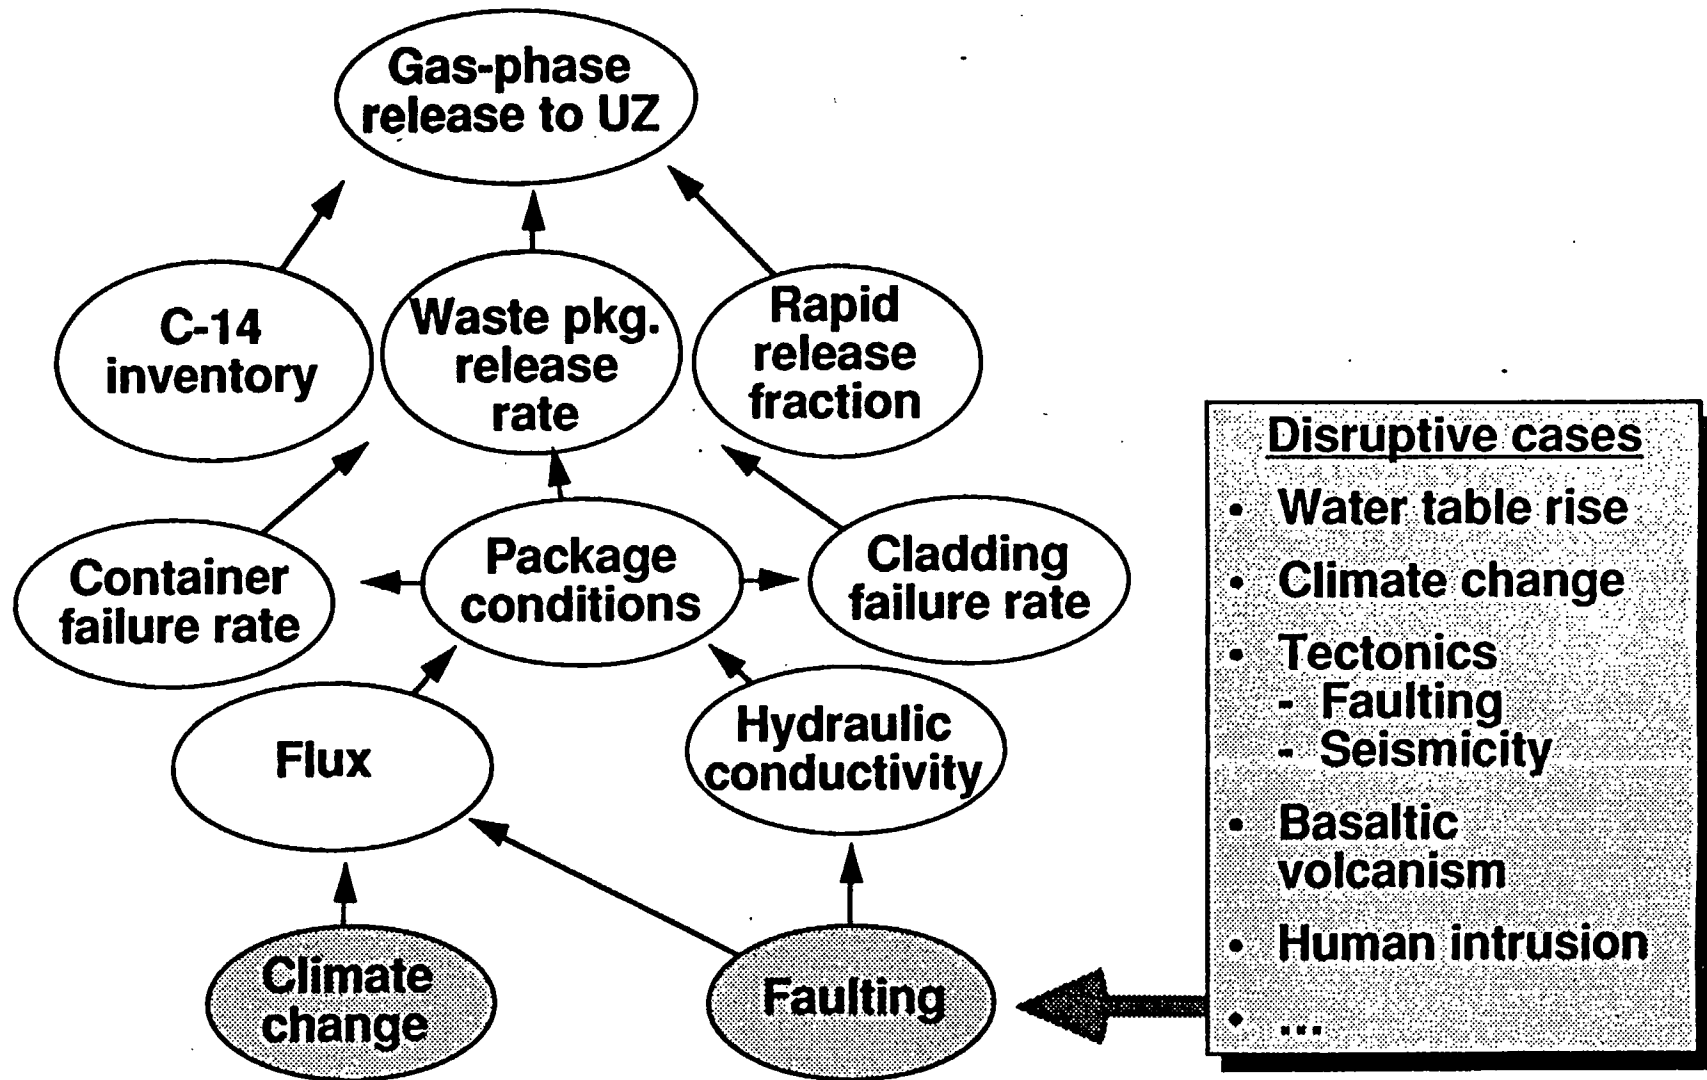 Gas-phase
release to UZ
C-14
inventory
Waste pkg.
release
rate
Rapid
release
fraction
Container
failure rate
Package
conditions
Cladding
failure rate
Flux
Hydraulic
conductivity
Climate
change
Faulting
Disruptive cases
• Water table rise
• Climate change
• Tectonics
- Faulting
- Seismicity
• Basaltic
volcanism
• Human intrusion
• ...